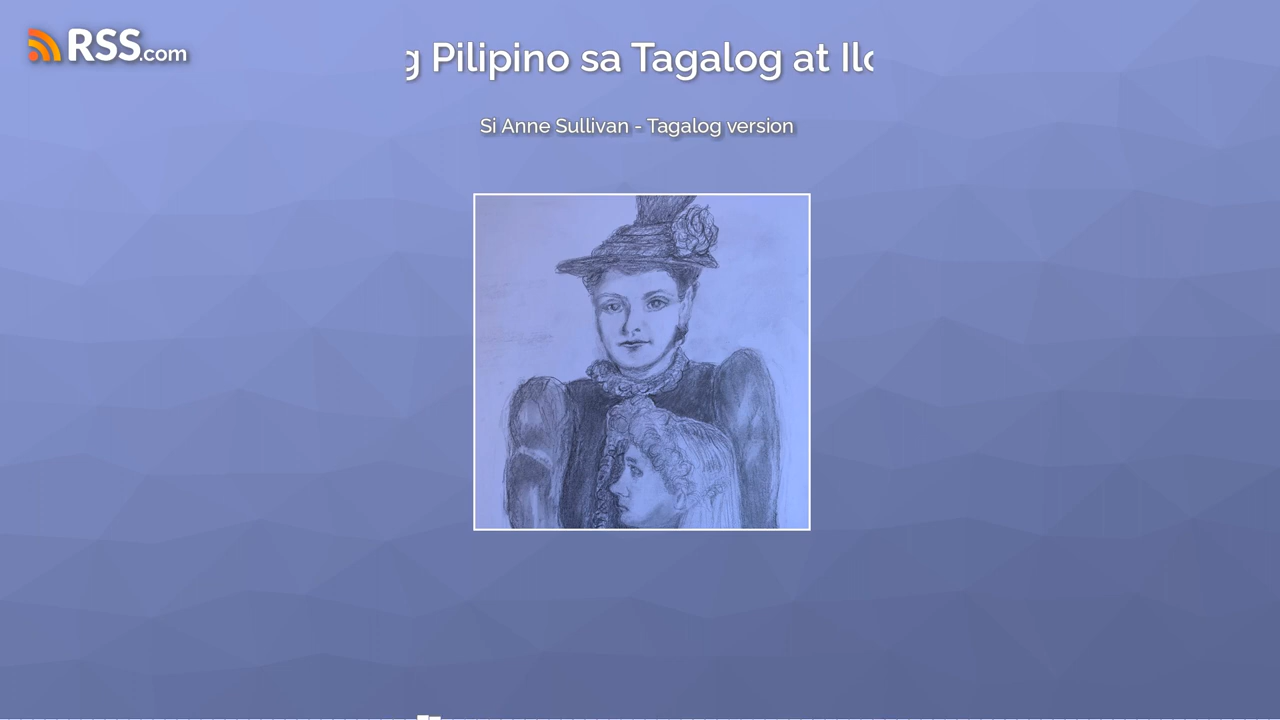 RSS.com
Pilipino sa Tagalog at
Si Anne Sullivan - Tagalog version